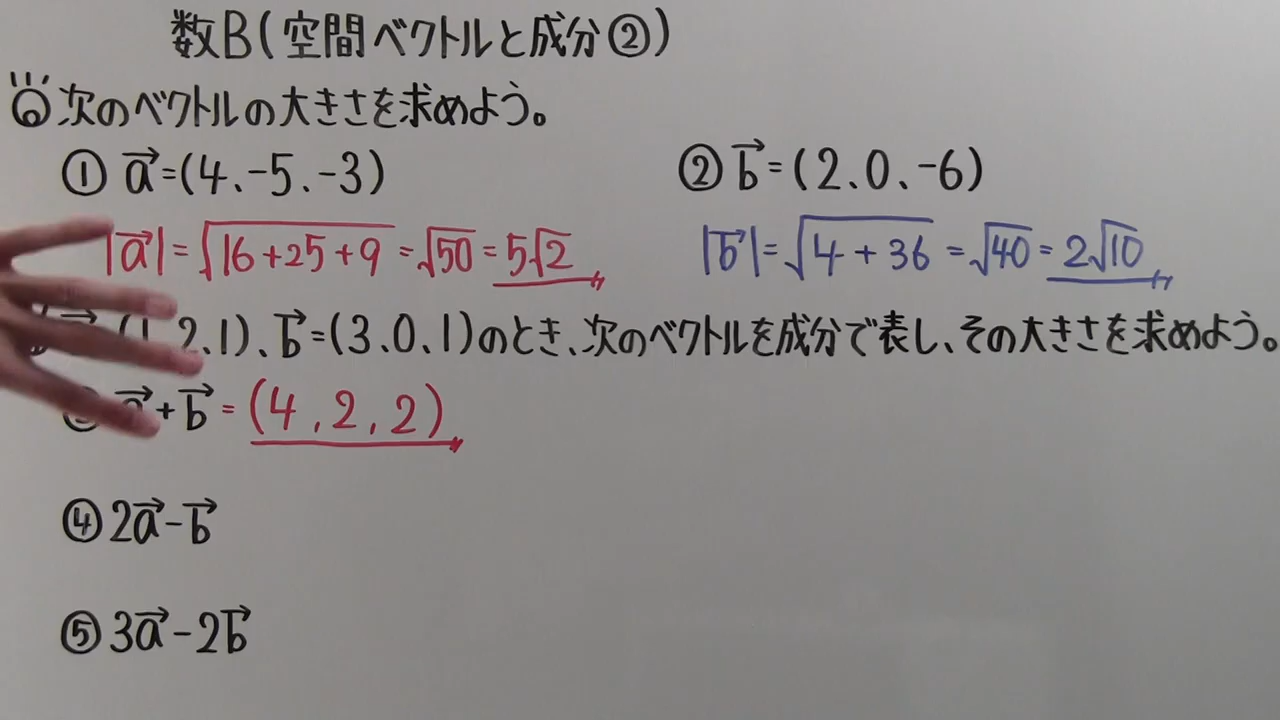 数B(空間ベクトルと成分②)
次のベクトルの大きさを求めよう。
① a→=(4、-5、-3)
② b→=(2、0、-6)
|a→|=√16+25+9=√50=5√2
|b→|=√4+36=√40=2√10
(1、2、1)、b→=(3、0、1)のとき、次のベクトルを成分で表し、その大きさを求めよう。
a→+b→=(4,2,2)
④ 2a→-b→
⑤ 3a→-2b→